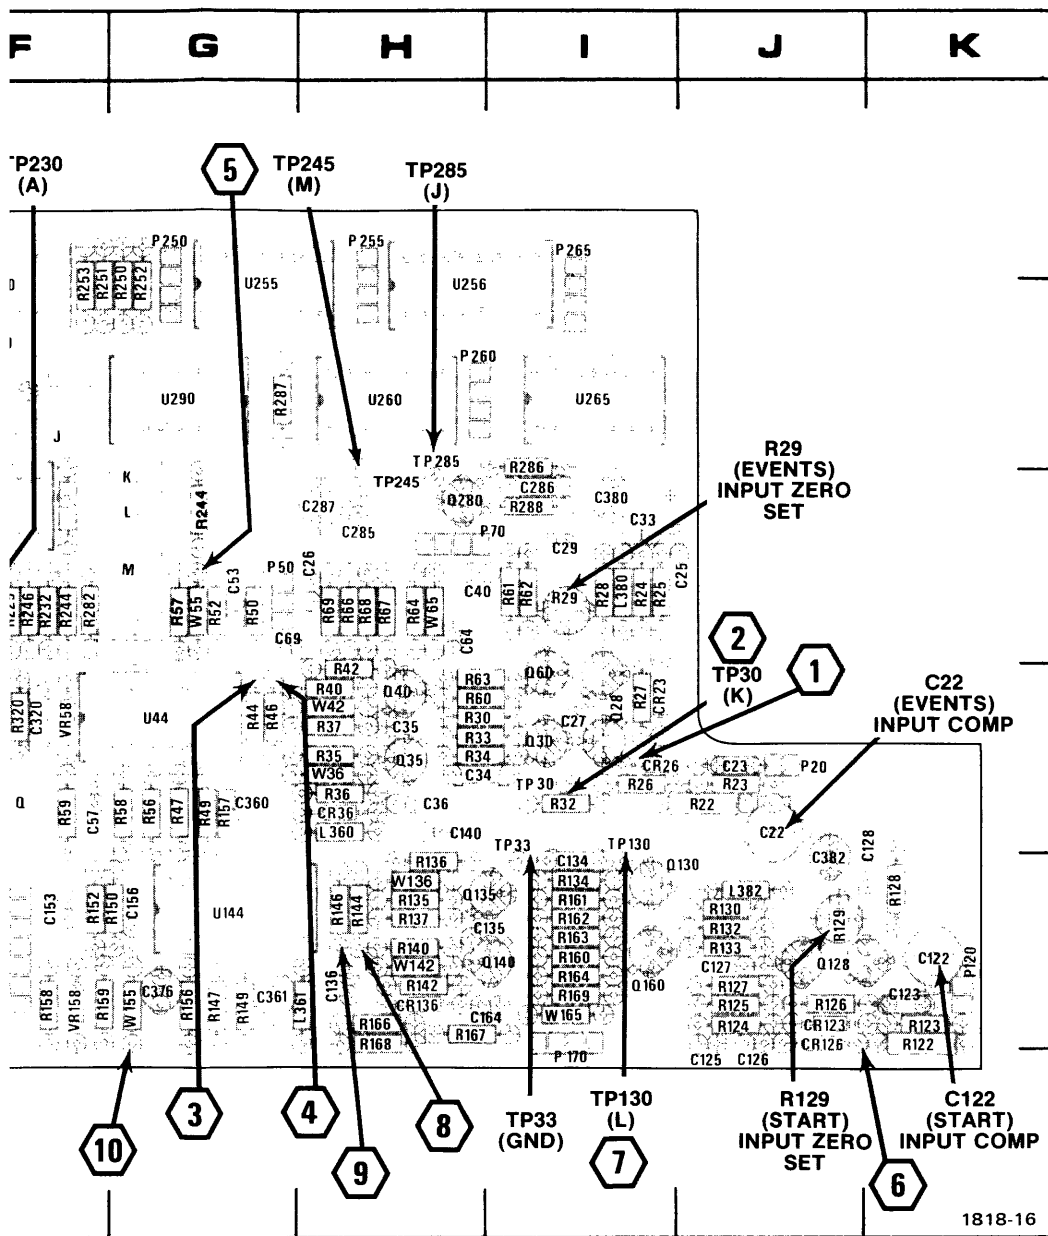 F G H I J K
TP230
(A)
5
TP245
(M)
TP285
(J)
P250
P255
P265
R253
R251
R250
R252
U255
U256
P260
U290
R287
U260
U265
J
K
L
M
R244
TP285
TP245
Q280
C287
C285
P70
R286
C286
R288
C380
C33
C29
R29
(EVENTS)
INPUT ZERO
SET
R246
R232
R244
R282
R57
W55
R52
C53
R50
P50
C26
C69
R69
R66
R68
R67
R64
W65
C40
C64
R61
R62
R29
R28
L380
R24
R25
C25
2
TP30
(K)
1
C22
(EVENTS)
INPUT COMP
R320
C320
VR58
U44
R44
R46
R42
R40
W42
R37
R35
W36
R36
CR36
L360
Q40
C35
Q35
C36
C140
R63
R60
R30
R33
R34
C34
Q60
Q30
C27
Q28
R27
CR23
CR26
R26
TP30
R32
C23
R23
R22
P20
C22
C382
C128
Q
R59
C57
R58
R56
R47
R49
R157
C360
TP33
TP130
Q130
C153
R152
R150
C156
U144
R146
R144
R136
W136
R135
R137
R140
W142
R142
CR136
R166
R168
R167
C136
Q135
C135
Q140
C164
C134
R134
R161
R162
R163
R160
R164
R169
W165
P170
Q160
L382
R130
R132
R133
C127
R127
R125
R124
C125
C126
R129
Q128
R126
CR123
CR126
R128
C122
P120
C123
R123
R122
R158
VR158
R159
W155
C376
R156
R147
R149
C361
L361
10
3
4
9
8
TP33
(GND)
TP130
(L)
7
R129
(START)
INPUT ZERO
SET
6
C122
(START)
INPUT COMP
1818-16